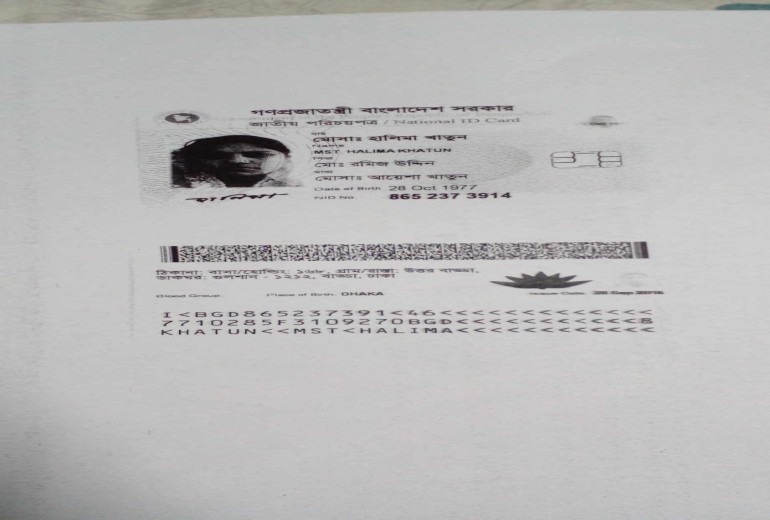 গণপ্রজাতন্ত্রী বাংলাদেশ সরকার
জাতীয় পরিচয়পত্র / National ID Card
নাম
মোসাঃ হালিমা খাতুন
Name
MST HALIMA KHATUN
পিতা
মোঃ রমিজ উদ্দিন
মাতা
মোসাঃ আয়েশা খাতুন
Date of Birth 28 Oct 1977
NID No 865 237 3914
হালিমা
ঠিকানা: বাসা/হোল্ডিং: ১৬৮, গ্রাম/রাস্তা: উত্তর বাড্ডা,
ডাকঘর: গুলশান - ১২১২, বাড্ডা, ঢাকা
Blood Group: Place of Birth: DHAKA Issue Date: 28 Sep 2016
I<BGD865237391<46<<<<<<<<<<<<<
7710285F3109270BGD<<<<<<<<<<<8
KHATUN<<MST<HALIMA<<<<<<<<<<<<